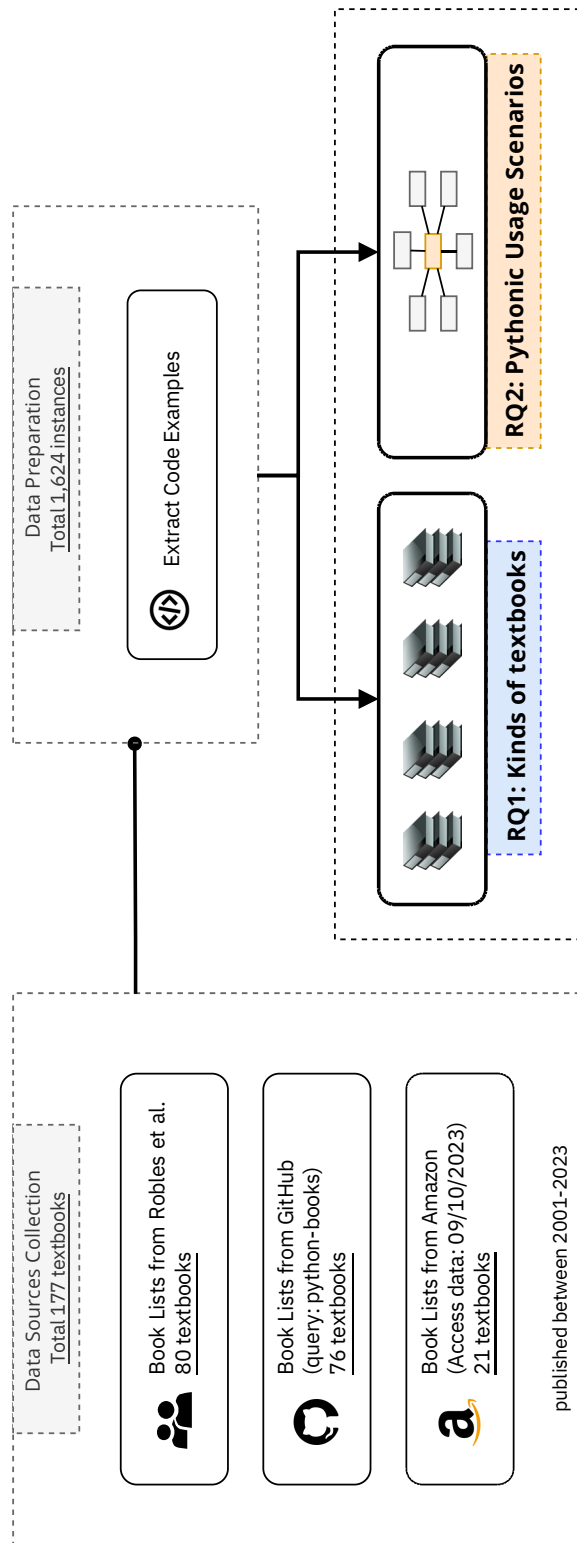 Data Sources Collection
Total 177 textbooks
Book Lists from Robles et al.
80 textbooks
Book Lists from GitHub
(query: python-books)
76 textbooks
Book Lists from Amazon
(Access data: 09/10/2023)
21 textbooks
published between 2001-2023
Data Preparation
Total 1,624 instances
Extract Code Examples
RQ1: Kinds of textbooks
RQ2: Pythonic Usage Scenarios